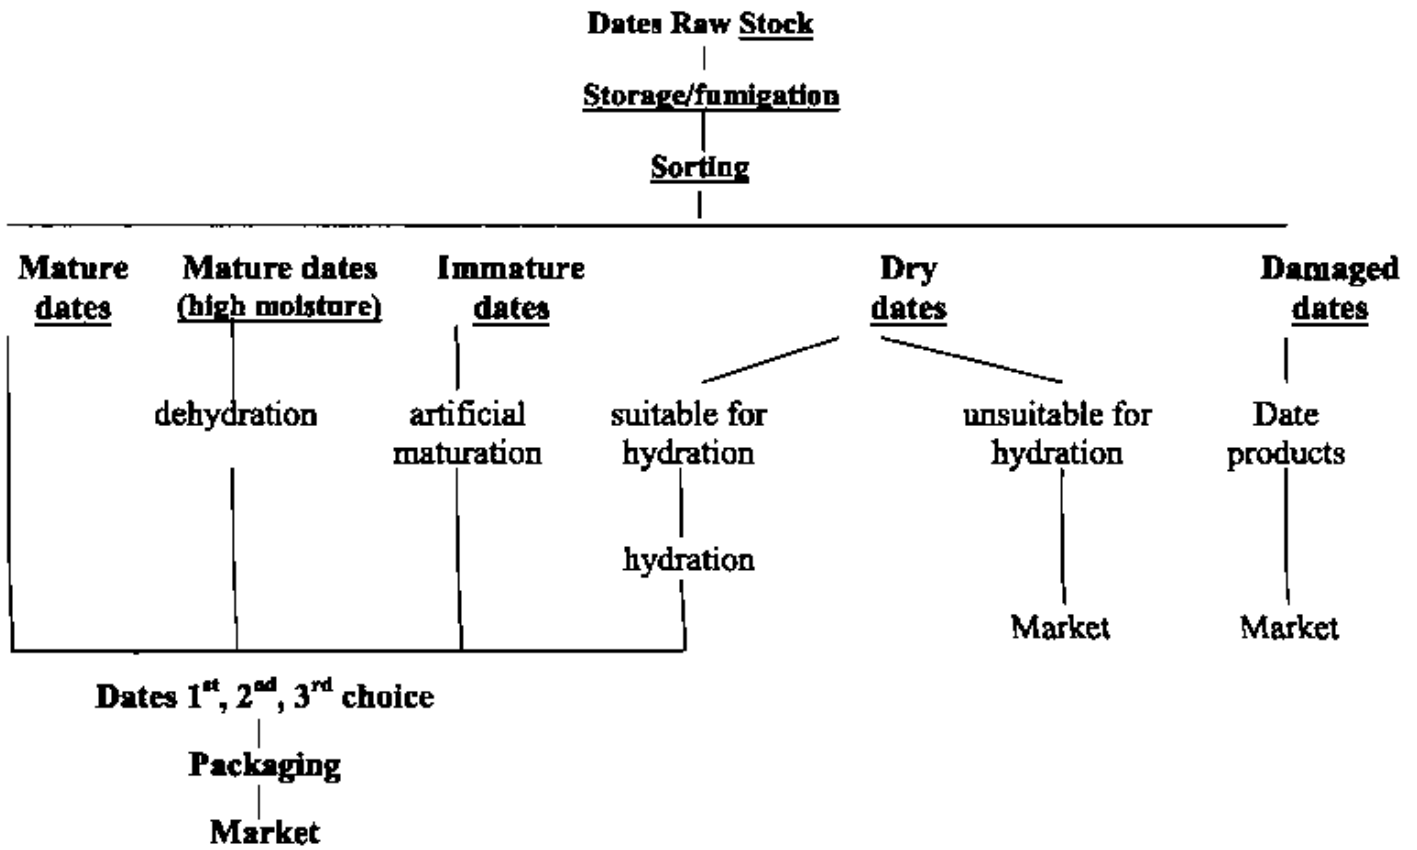 Dates Raw Stock
Storage/fumigation
Sorting
Mature dates
Mature dates
(high moisture)
Immature
dates
Dry
dates
Damaged
dates
dehydration
artificial
maturation
suitable for
hydration
unsuitable for
hydration
Date
products
hydration
Market
Market
Dates 1st, 2nd, 3rd choice
Packaging
Market